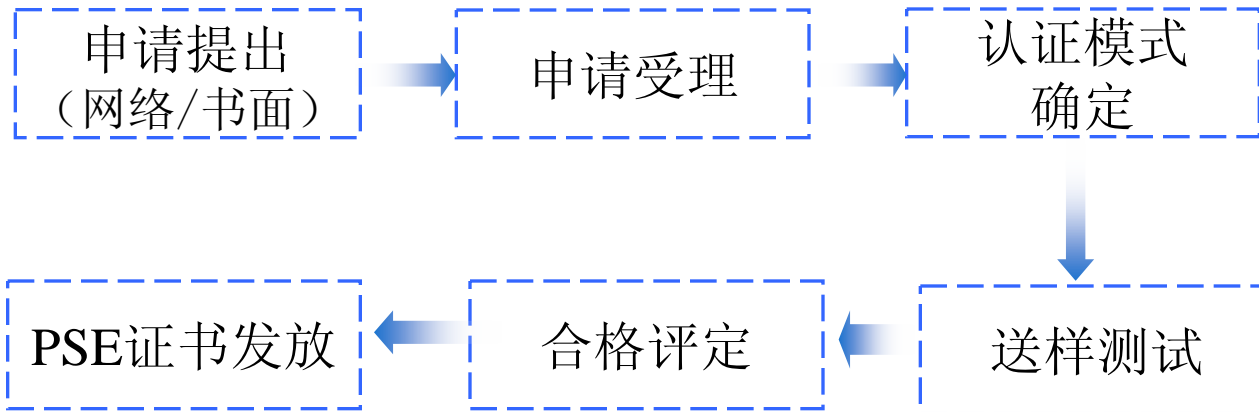 申请提出
（网络/书面）
申请受理
认证模式
确定
送样测试
合格评定
PSE证书发放